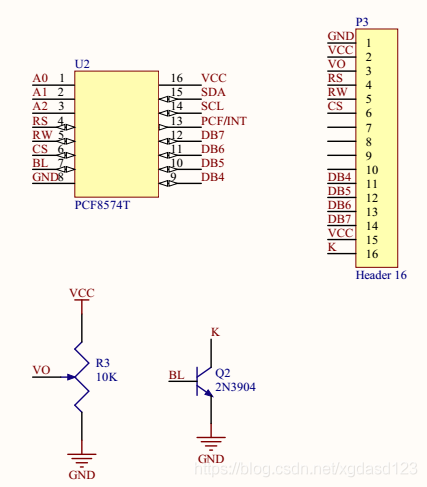 P3
U2
GND 1
VCC 2
VO 3
RS 4
RW 5
CS 6
7
8
9
10
DB4 11
DB5 12
DB6 13
DB7 14
VCC 15
K 16
Header 16
A0 1 16 VCC
A1 2 15 SDA
A2 3 14 SCL
RS 4 13 PCF/INT
RW 5 12 DB7
CS 6 11 DB6
BL 7 10 DB5
GND 8 9 DB4
PCF8574T
VCC
VO
R3
10K
GND
K
BL
Q2
2N3904
GND
https://blog.csdn.net/xgdasd123